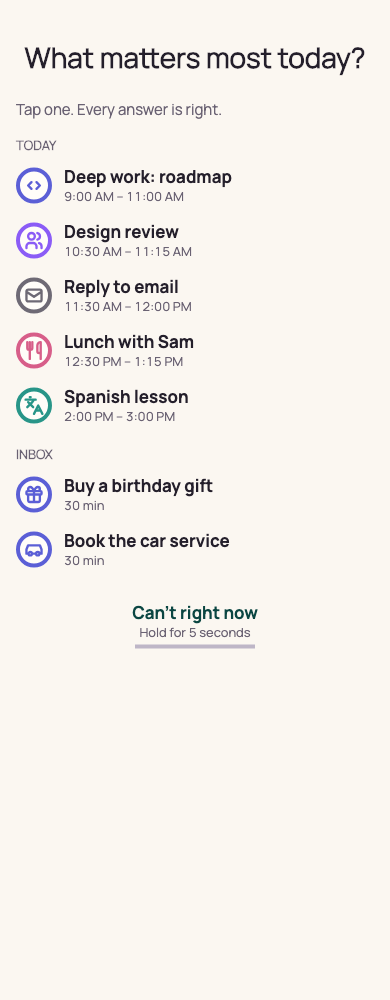 What matters most today?
Tap one. Every answer is right.
TODAY
Deep work: roadmap
9:00 AM – 11:00 AM
Design review
10:30 AM – 11:15 AM
Reply to email
11:30 AM – 12:00 PM
Lunch with Sam
12:30 PM – 1:15 PM
Spanish lesson
2:00 PM – 3:00 PM
INBOX
Buy a birthday gift
30 min
Book the car service
30 min
Can't right now
Hold for 5 seconds